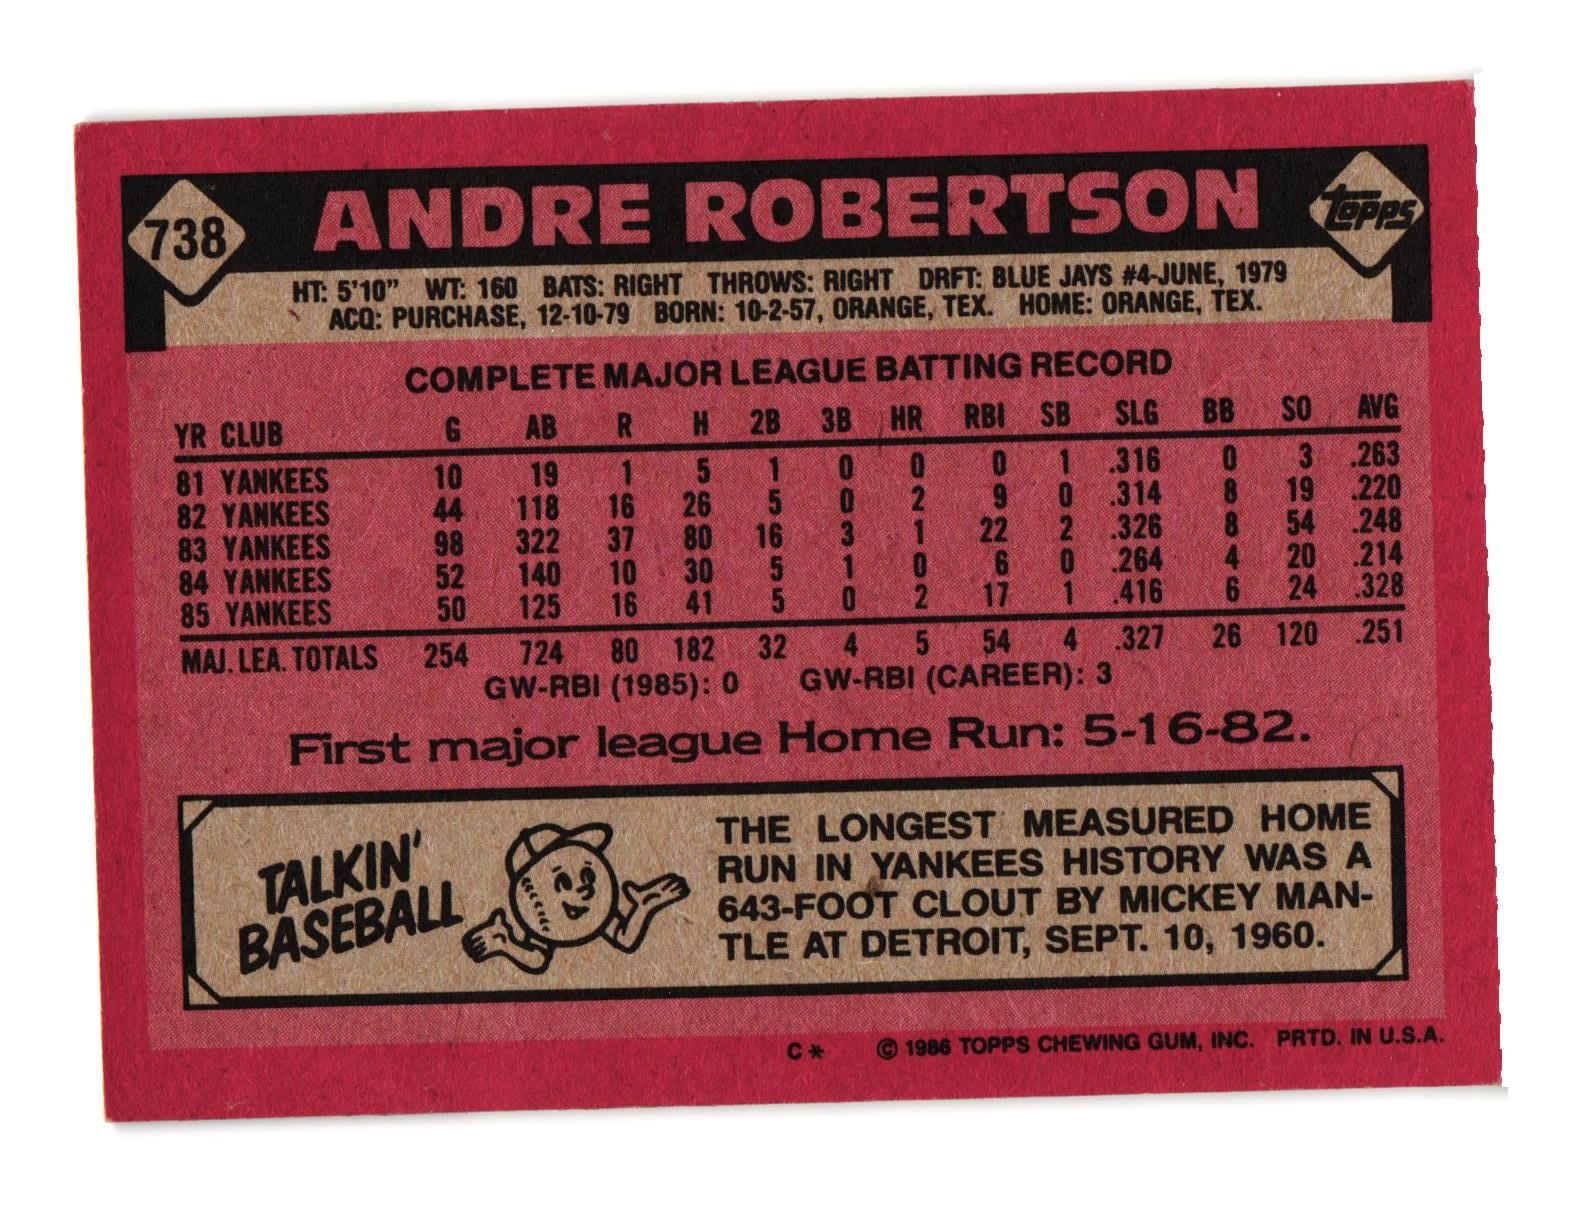 738
ANDRE ROBERTSON
Topps
HT: 5'10" WT: 160 BATS: RIGHT THROWS: RIGHT DRFT: BLUE JAYS #4-JUNE, 1979
ACQ: PURCHASE, 12-10-79 BORN: 10-2-57, ORANGE, TEX. HOME: ORANGE, TEX.
COMPLETE MAJOR LEAGUE BATTING RECORD
YR CLUB G AB R H 2B 3B HR RBI SB SLG BB SO AVG
81 YANKEES 10 19 1 5 1 0 0 0 1 .316 0 3 .263
82 YANKEES 44 118 16 26 5 0 2 9 0 .314 8 19 .220
83 YANKEES 98 322 37 80 16 3 1 22 2 .326 8 54 .248
84 YANKEES 52 140 10 30 5 1 0 6 0 .264 4 20 .214
85 YANKEES 50 125 16 41 5 0 2 17 1 .416 6 24 .328
MAJ. LEA. TOTALS 254 724 80 182 32 4 5 54 4 .327 26 120 .251
GW-RBI (1985): 0 GW-RBI (CAREER): 3
First major league Home Run: 5-16-82.
TALKIN'
BASEBALL
THE LONGEST MEASURED HOME
RUN IN YANKEES HISTORY WAS A
643-FOOT CLOUT BY MICKEY MAN-
TLE AT DETROIT, SEPT. 10, 1960.
C * © 1986 TOPPS CHEWING GUM, INC. PRTD. IN U.S.A.